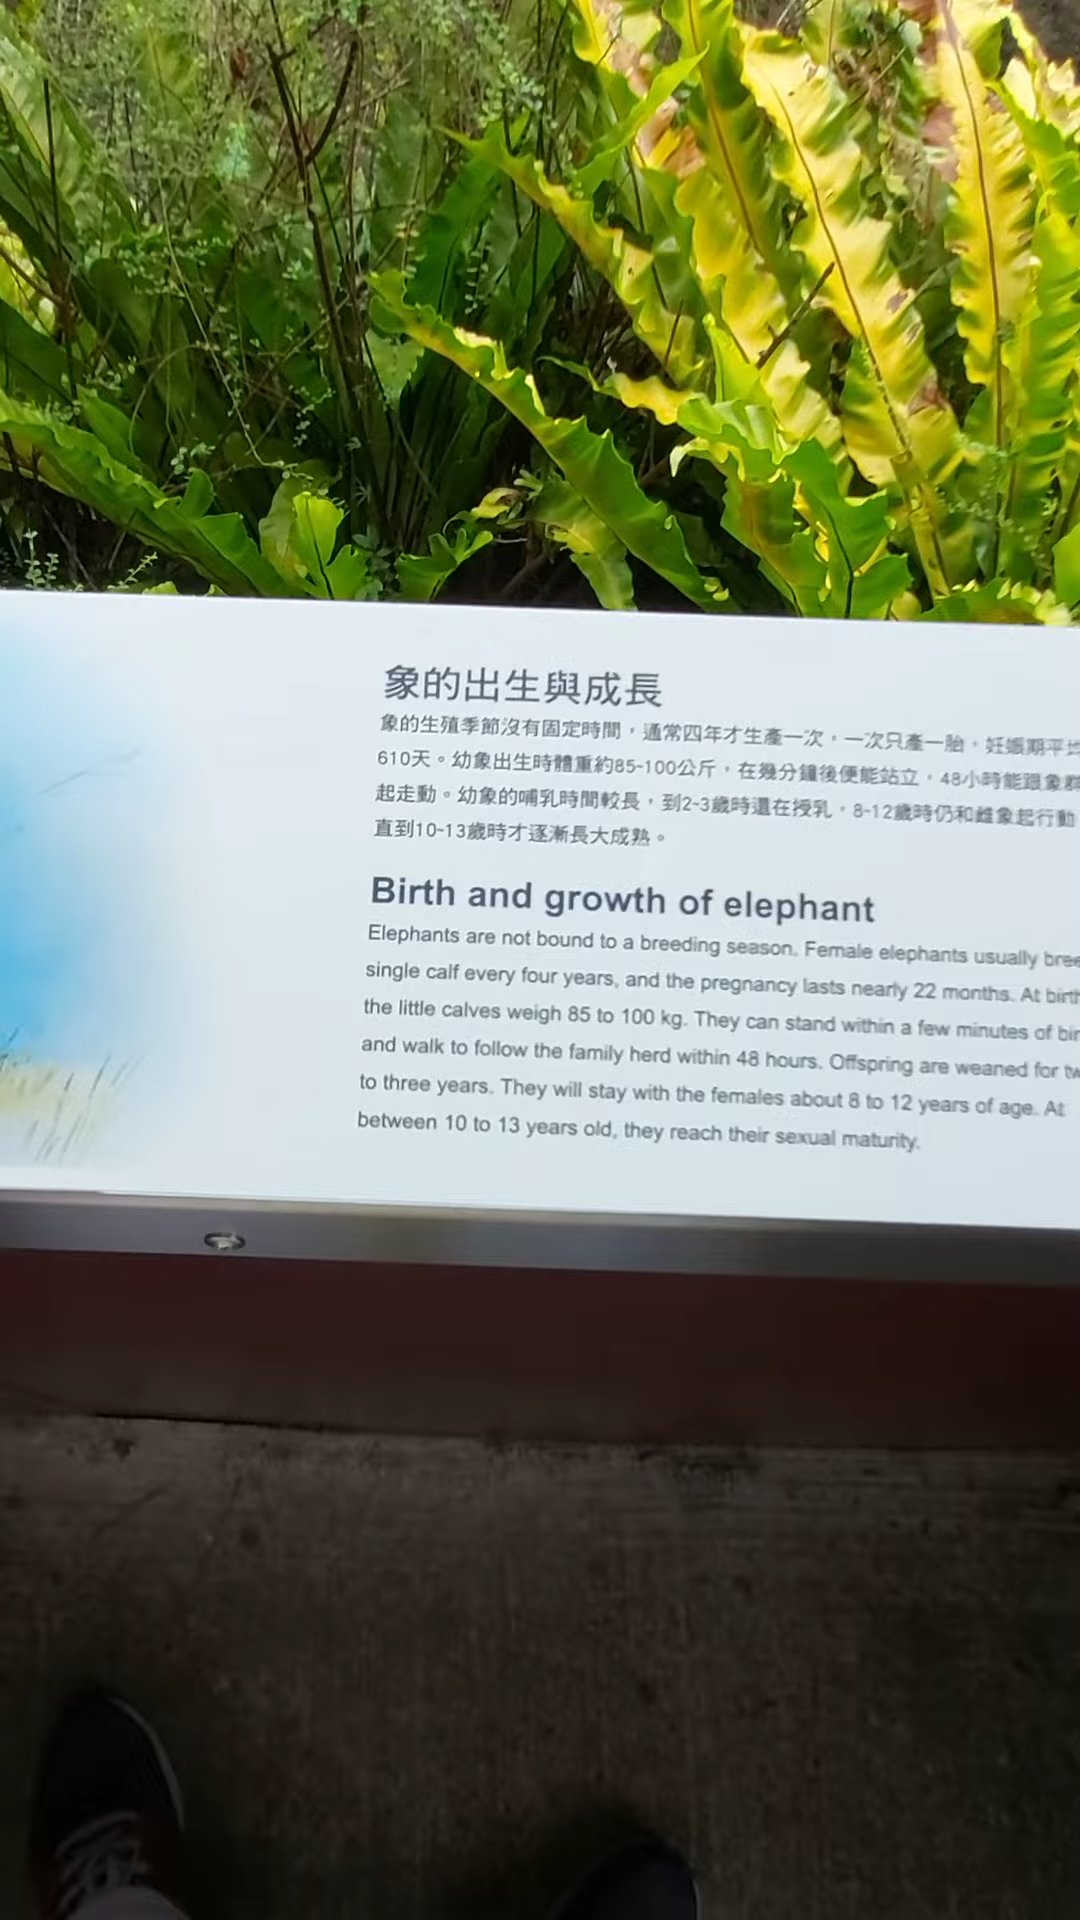 象的出生與成長
象的生殖季節沒有固定時間，通常四年才生產一次，一次只產一胎，妊娠期平均
610天。幼象出生時體重約85-100公斤，在幾分鐘後便能站立，48小時能跟象群
起走動。幼象的哺乳時間較長，到2-3歲時還在授乳，8-12歲時仍和雌象起行動
直到10-13歲時才逐漸長大成熟。
Birth and growth of elephant
Elephants are not bound to a breeding season. Female elephants usually bree
single calf every four years, and the pregnancy lasts nearly 22 months. At birth
the little calves weigh 85 to 100 kg. They can stand within a few minutes of bir
and walk to follow the family herd within 48 hours. Offspring are weaned for tw
to three years. They will stay with the females about 8 to 12 years of age. At
between 10 to 13 years old, they reach their sexual maturity.